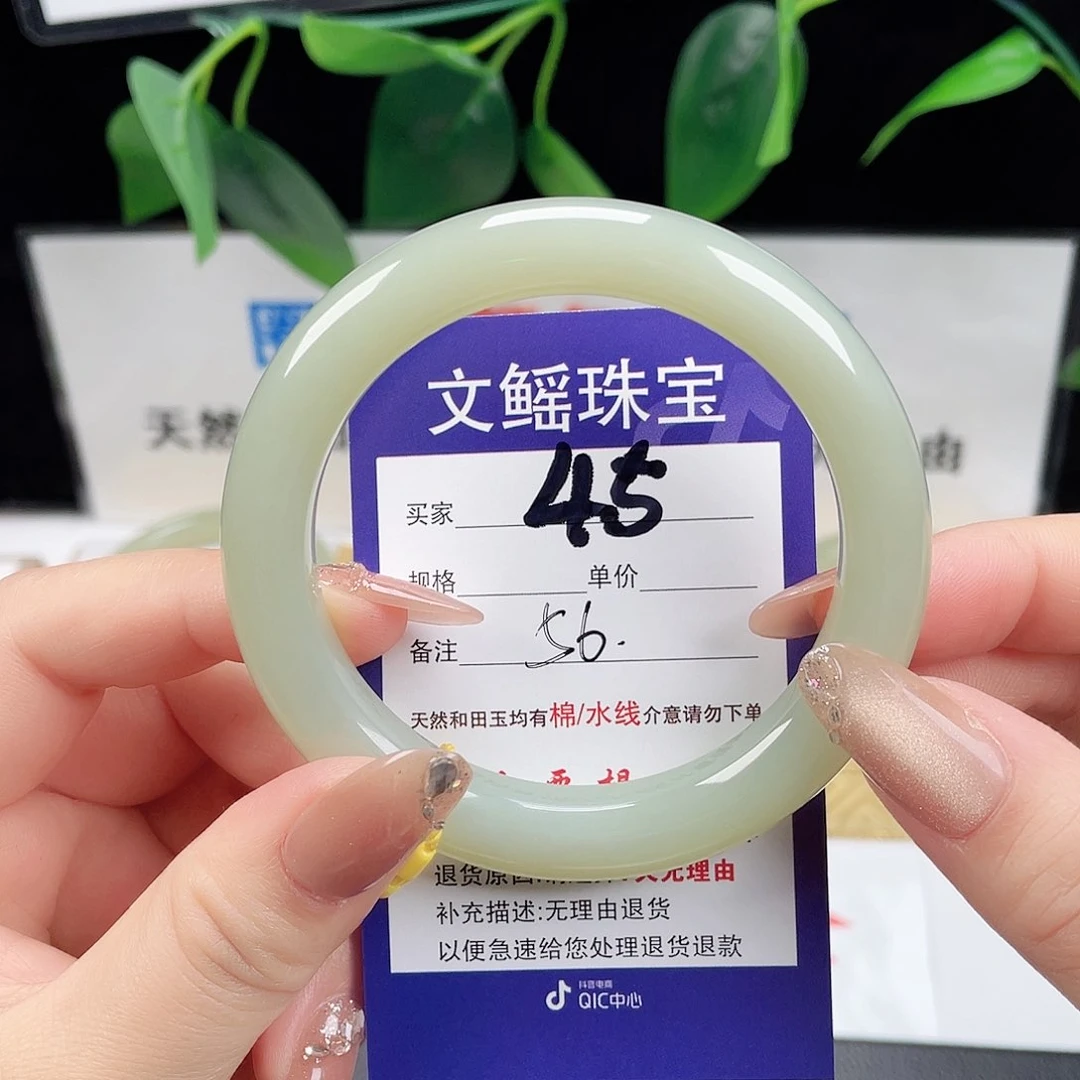 文鳐珠宝
45
买家
规格 单价
备注 56.
天然和田玉均有棉/水线介意请勿下单
退货原因 无理由
补充描述:无理由退货
以便急速给您处理退货退款
抖音电商
QIC中心
天然
由